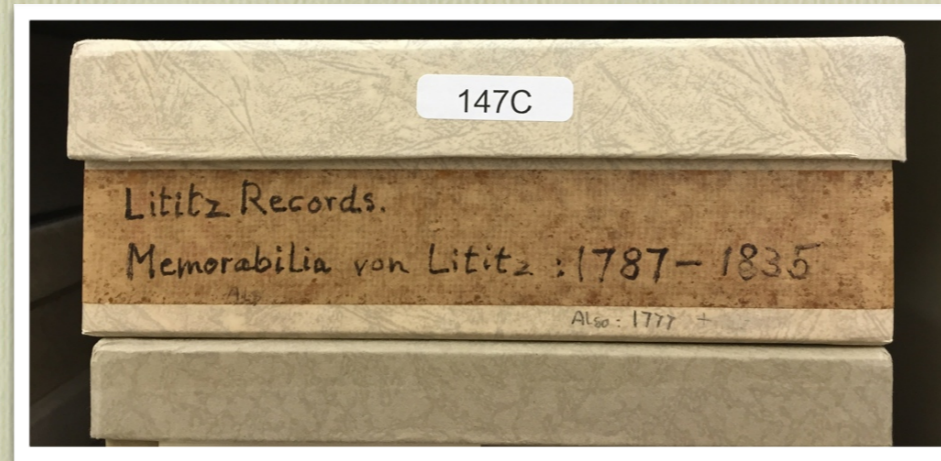 147C
Lititz Records.
Memorabilia von Lititz : 1787 – 1835
Also - 1777 +